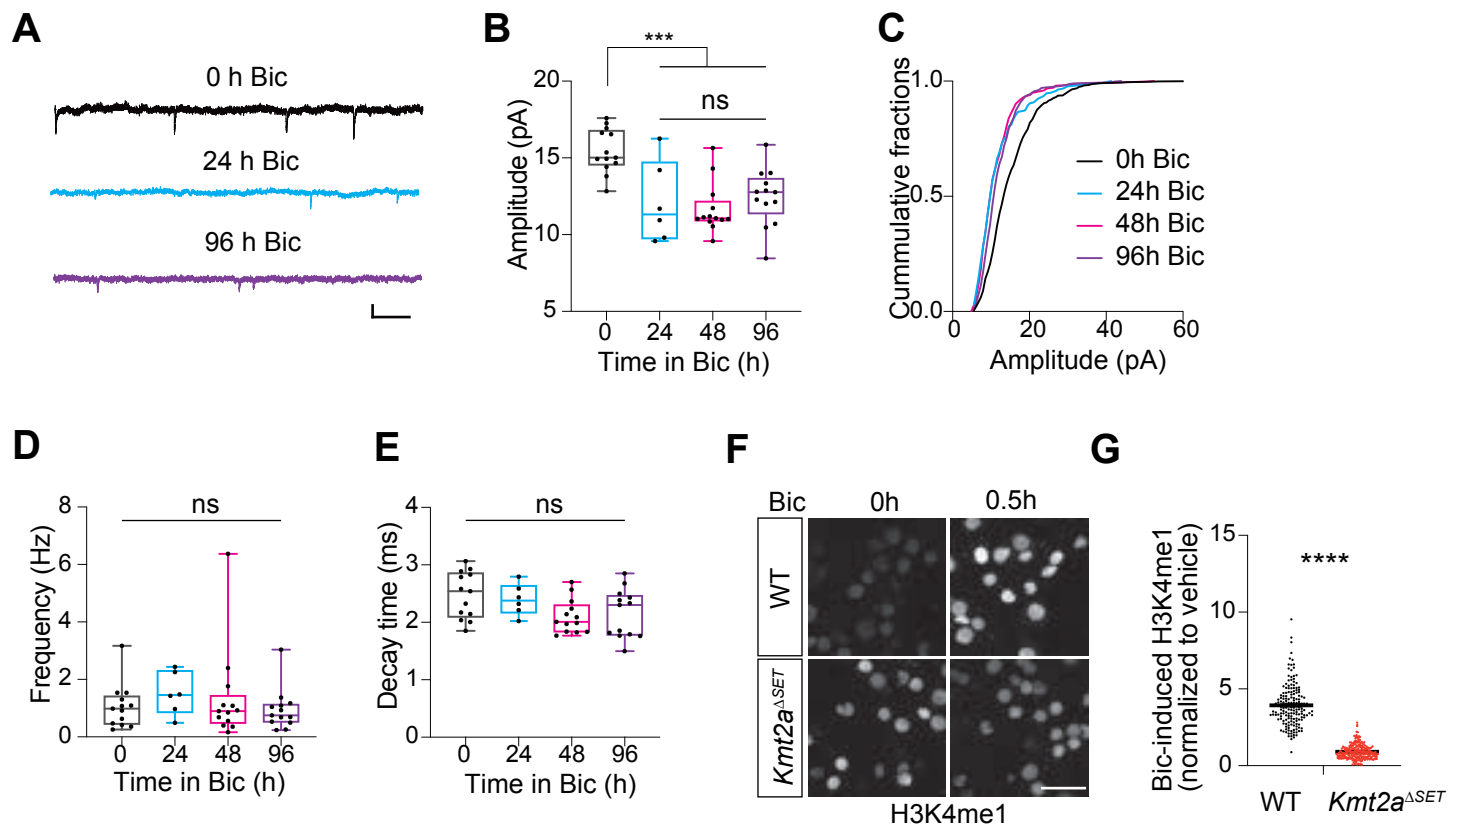 A
0 h Bic
24 h Bic
96 h Bic
B
***
ns
Amplitude (pA)
20
15
10
5
0 24 48 96
Time in Bic (h)
C
Cummulative fractions
1.0
0.5
0.0
0h Bic
24h Bic
48h Bic
96h Bic
0 20 40 60
Amplitude (pA)
D
ns
Frequency (Hz)
8
6
4
2
0
0 24 48 96
Time in Bic (h)
E
ns
Decay time (ms)
4
3
2
1
0
0 24 48 96
Time in Bic (h)
F
Bic 0h 0.5h
WT
Kmt2aΔSET
H3K4me1
G
Bic-induced H3K4me1
(normalized to vehicle)
15
10
5
0
****
WT Kmt2aΔSET